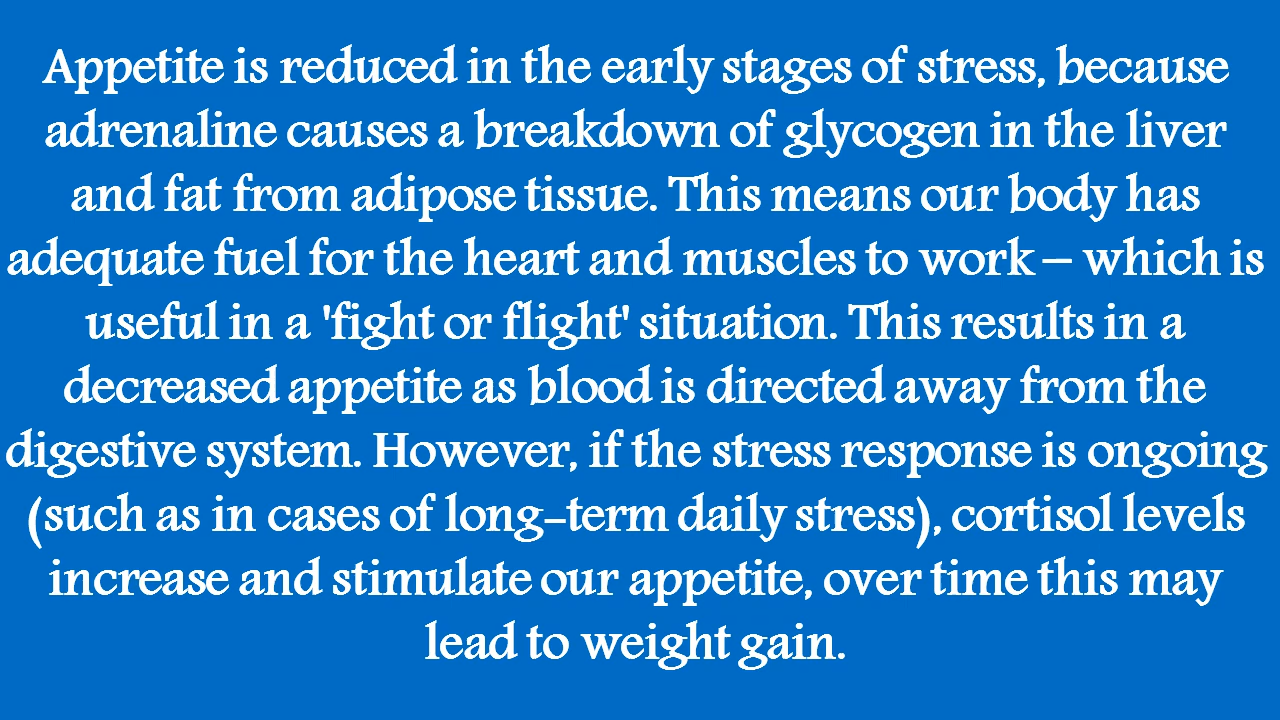 Appetite is reduced in the early stages of stress, because
adrenaline causes a breakdown of glycogen in the liver
and fat from adipose tissue. This means our body has
adequate fuel for the heart and muscles to work – which is
useful in a 'fight or flight' situation. This results in a
decreased appetite as blood is directed away from the
digestive system. However, if the stress response is ongoing
(such as in cases of long-term daily stress), cortisol levels
increase and stimulate our appetite, over time this may
lead to weight gain.